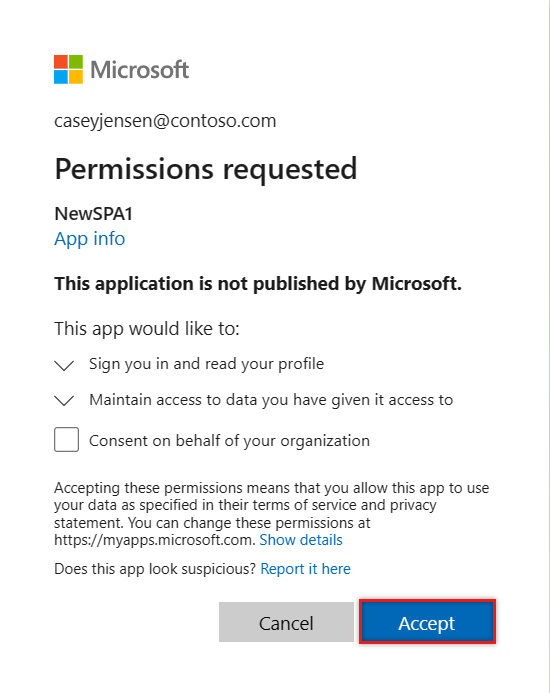 Microsoft
caseyjensen@contoso.com
Permissions requested
NewSPA1
App info
This application is not published by Microsoft.
This app would like to:
Sign you in and read your profile
Maintain access to data you have given it access to
Consent on behalf of your organization
Accepting these permissions means that you allow this app to use
your data as specified in their terms of service and privacy
statement. You can change these permissions at
https://myapps.microsoft.com. Show details
Does this app look suspicious? Report it here
Cancel Accept